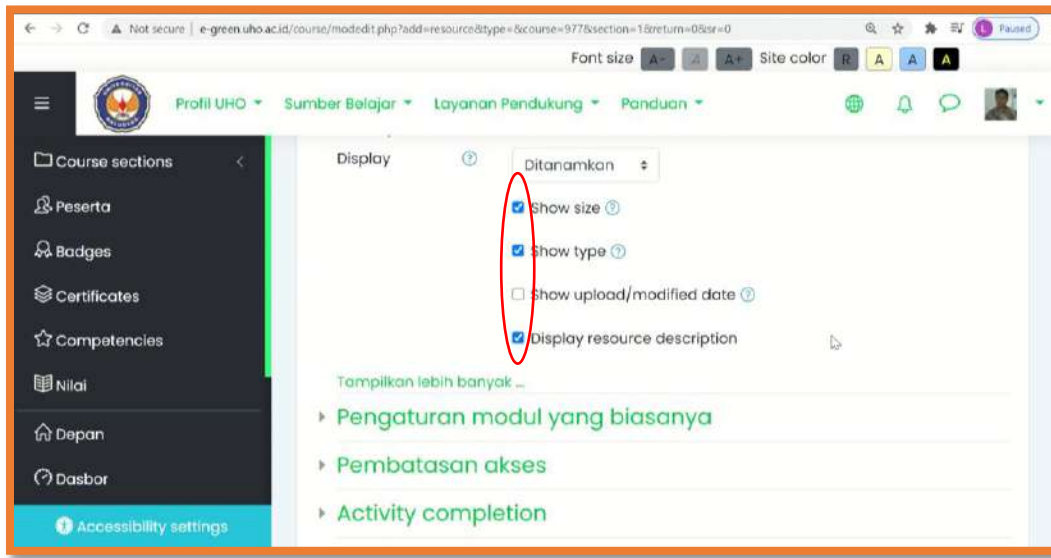 Not secure | e-green.uho.ac.id/course/modedit.php?add=resource&type=&course=977&section=1&return=0&sr=0
L Paused
Font size A- A A+ Site color R A A A
Profil UHO Sumber Belajar Layanan Pendukung Panduan
Course sections
Peserta
Badges
Certificates
Competencies
Nilai
Depan
Dasbor
Accessibility settings
Display Ditanamkan
Show size
Show type
Show upload/modified date
Display resource description
Tampilkan lebih banyak ...
Pengaturan modul yang biasanya
Pembatasan akses
Activity completion